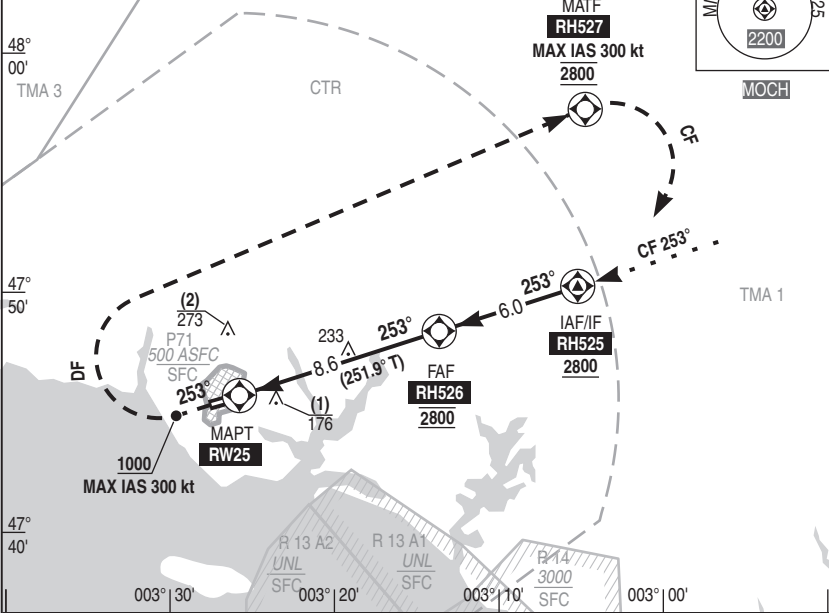 MATF
RH527
MAX IAS 300 kt
2800
25
2200
MOCH
48°
00'
TMA 3
CTR
CF
CF 253°
47°
50'
TMA 1
253°
6.0
IAF/IF
RH525
2800
(2)
273
P71
500 ASFC
SFC
233
253°
8.6
(251.9° T)
FAF
RH526
2800
DF
253°
(1)
176
MAPT
RW25
1000
MAX IAS 300 kt
47°
40'
R 13 A2
UNL
SFC
R 13 A1
UNL
SFC
R 14
3000
SFC
003° 30'
003° 20'
003° 10'
003° 00'